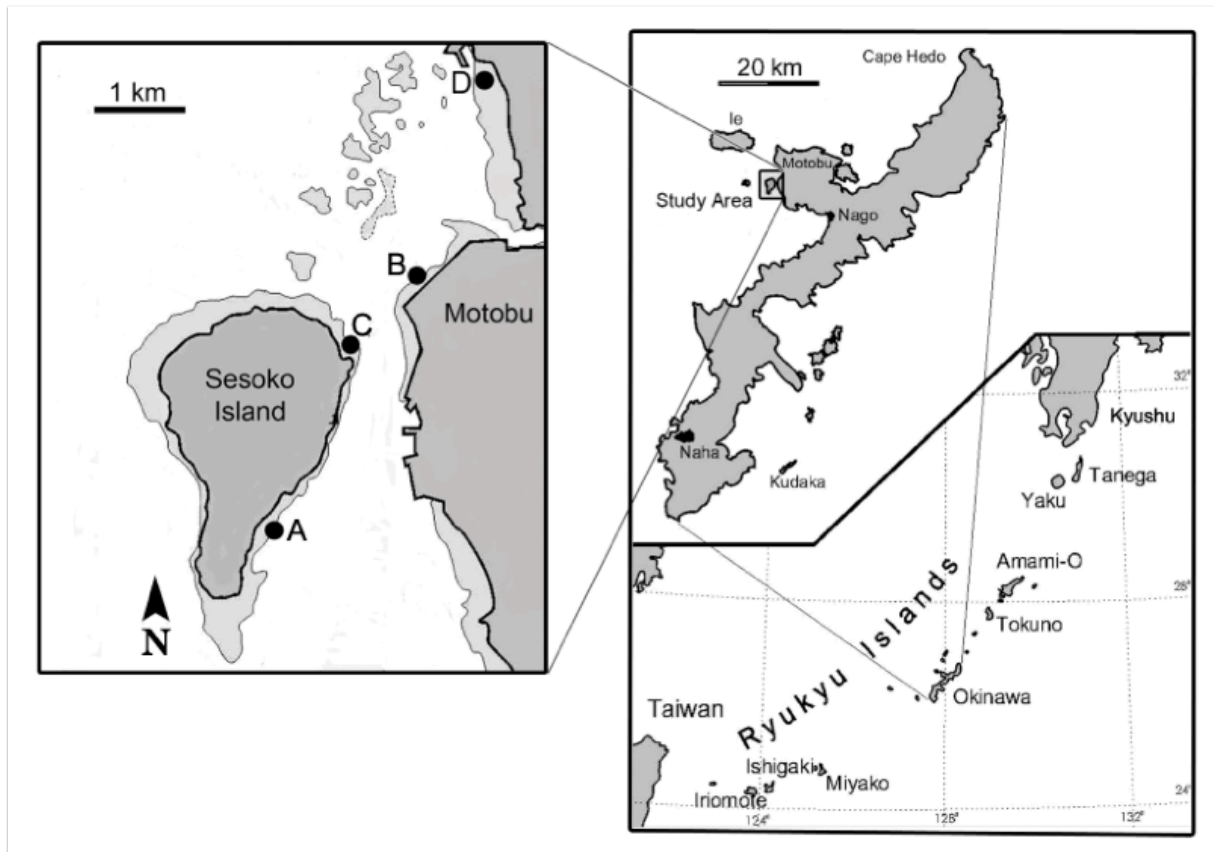 1 km
D
B
Motobu
C
Sesoko
Island
A
N
20 km
Cape Hedo
Ie
Motobu
Study Area
Nago
Naha
Kudaka
32°
Kyushu
Tanega
Yaku
Amami-O
28°
Tokuno
Ryukyu Islands
Okinawa
Taiwan
Ishigaki
Miyako
Iriomote
24°
124°
128°
132°